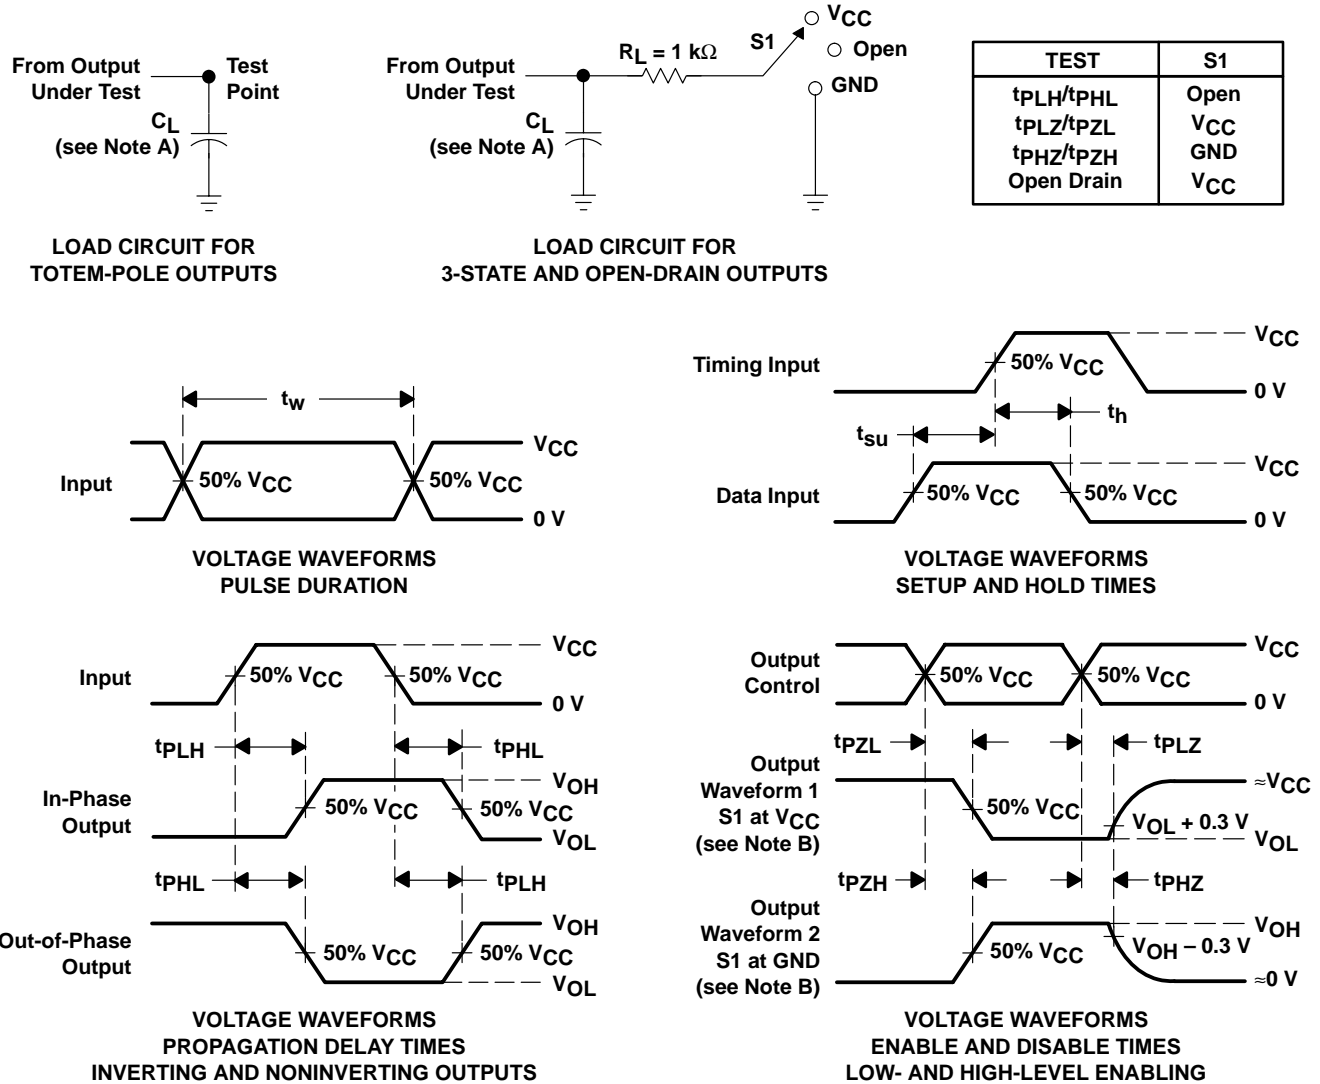 From Output
Under Test
Test
Point
CL
(see Note A)
LOAD CIRCUIT FOR
TOTEM-POLE OUTPUTS
From Output
Under Test
RL = 1 kΩ
S1
VCC
Open
GND
CL
(see Note A)
LOAD CIRCUIT FOR
3-STATE AND OPEN-DRAIN OUTPUTS
TEST S1
tPLH/tPHL Open
tPLZ/tPZL VCC
tPHZ/tPZH GND
Open Drain VCC
tw
Input
50% VCC
50% VCC
VCC
0 V
VOLTAGE WAVEFORMS
PULSE DURATION
Timing Input
50% VCC
VCC
0 V
tsu
th
Data Input
50% VCC
50% VCC
VCC
0 V
VOLTAGE WAVEFORMS
SETUP AND HOLD TIMES
Input
50% VCC
50% VCC
VCC
0 V
tPLH
tPHL
In-Phase
Output
50% VCC
50% VCC
VOH
VOL
tPHL
tPLH
Out-of-Phase
Output
50% VCC
50% VCC
VOH
VOL
VOLTAGE WAVEFORMS
PROPAGATION DELAY TIMES
INVERTING AND NONINVERTING OUTPUTS
Output
Control
50% VCC
50% VCC
VCC
0 V
tPZL
tPLZ
Output
Waveform 1
S1 at VCC
(see Note B)
50% VCC
VOL + 0.3 V
≈VCC
VOL
tPZH
tPHZ
Output
Waveform 2
S1 at GND
(see Note B)
50% VCC
VOH − 0.3 V
VOH
≈0 V
VOLTAGE WAVEFORMS
ENABLE AND DISABLE TIMES
LOW- AND HIGH-LEVEL ENABLING